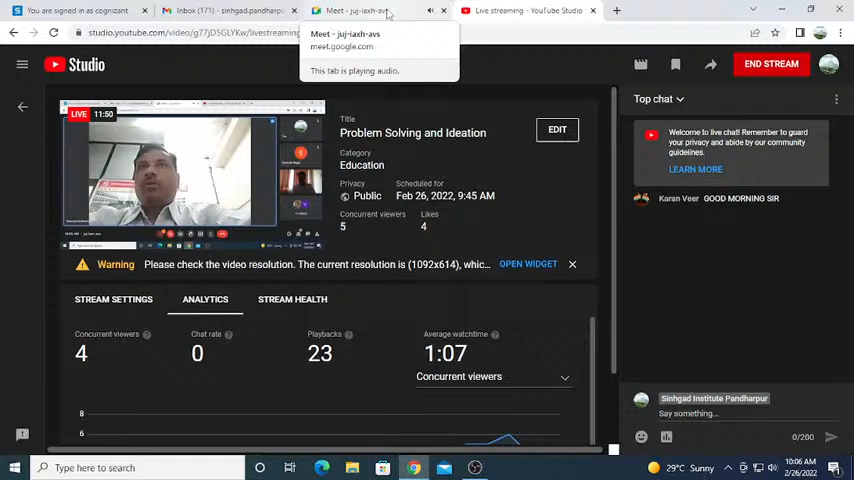 You are signed in as cognizant
Inbox (171) - sinhgad.pandharpu
Meet - juj-iaxh-avs
Live streaming - YouTube Studio
studio.youtube.com/video/g77jD5GLYKw/livestreaming
Meet - juj-iaxh-avs
meet.google.com
This tab is playing audio.
Studio
END STREAM
LIVE 11:50
Title
Problem Solving and Ideation
EDIT
Category
Education
Privacy
Public
Scheduled for
Feb 26, 2022, 9:45 AM
Concurrent viewers
5
Likes
4
Warning Please check the video resolution. The current resolution is (1092x614), whic...
OPEN WIDGET
STREAM SETTINGS
ANALYTICS
STREAM HEALTH
Concurrent viewers
4
Chat rate
0
Playbacks
23
Average watchtime
1:07
Concurrent viewers
8
6
Top chat
Welcome to live chat! Remember to guard
your privacy and abide by our community
guidelines.
LEARN MORE
Karan Veer GOOD MORNING SIR
Sinhgad Institute Pandharpur
Say something...
0/200
Type here to search
29°C Sunny
10:06 AM
2/26/2022